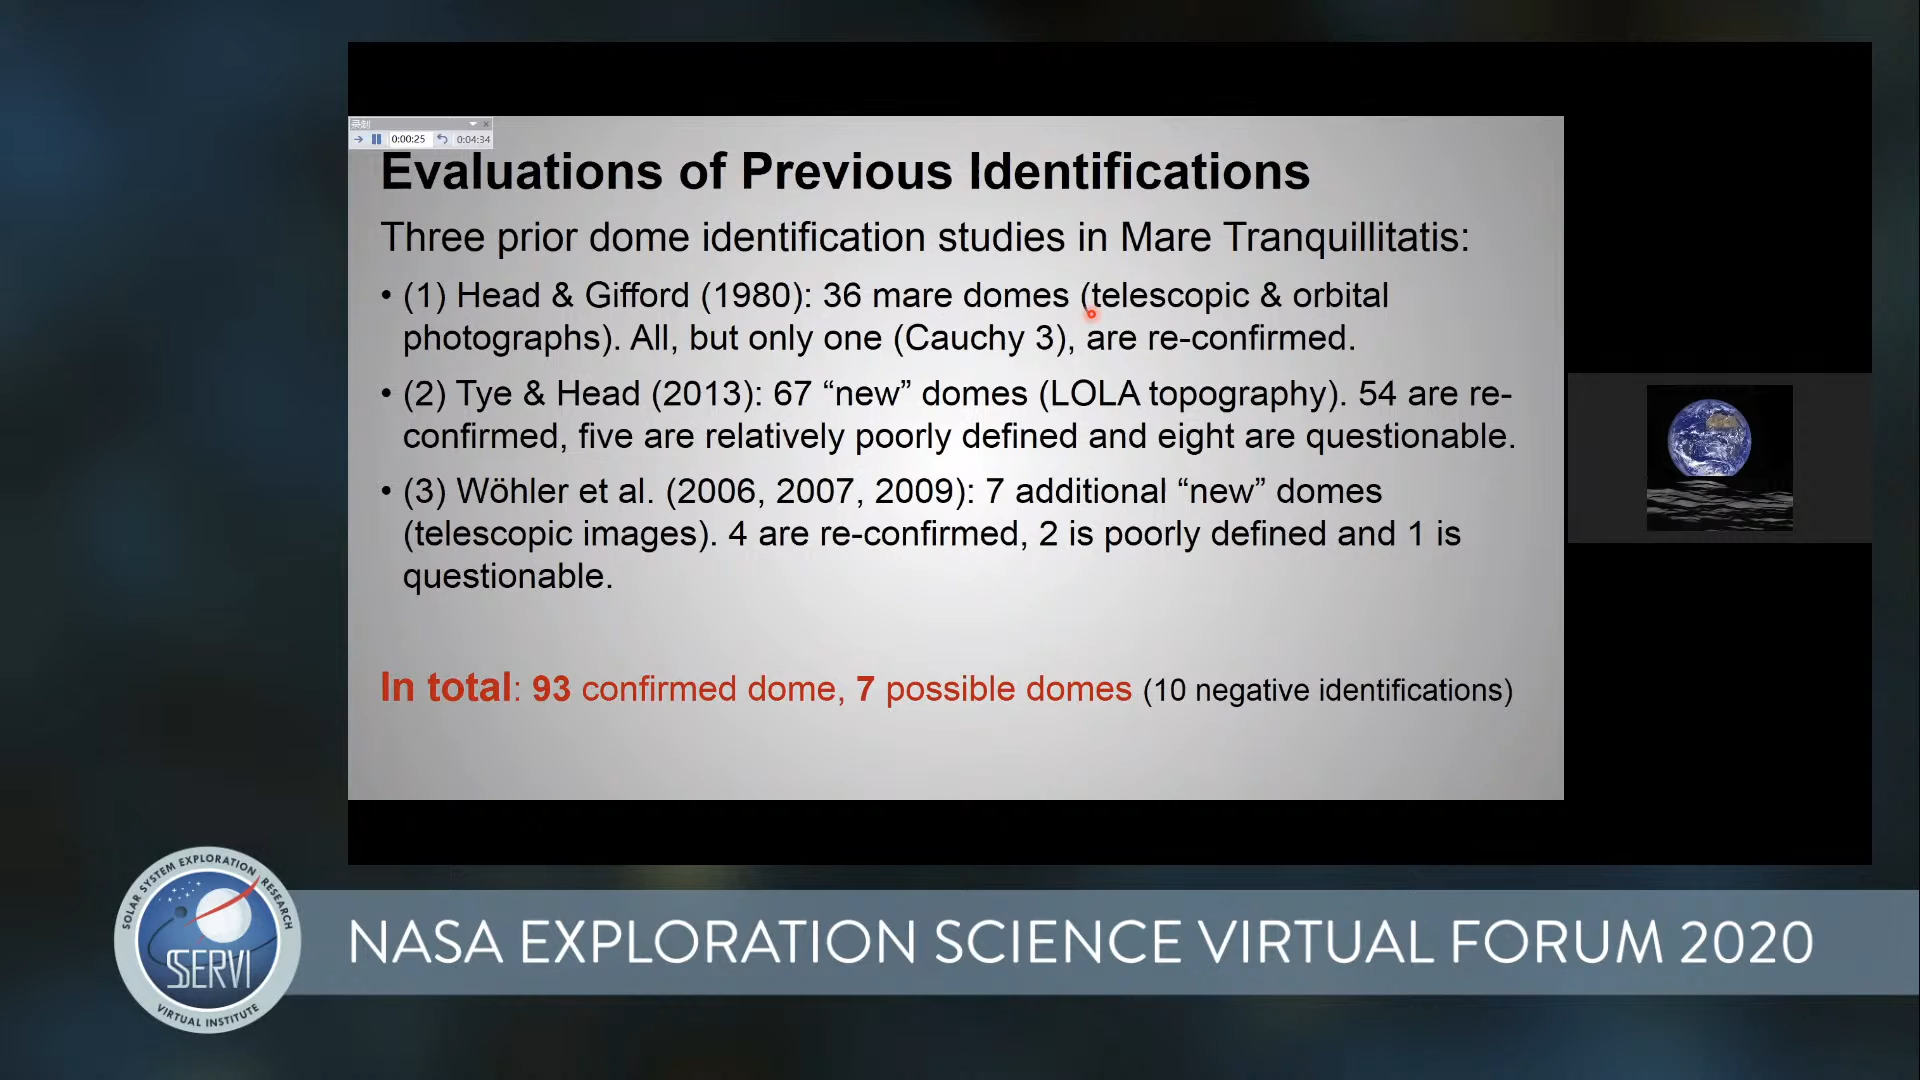 录制
0:00:25 0:04:34
Evaluations of Previous Identifications
Three prior dome identification studies in Mare Tranquillitatis:
• (1) Head & Gifford (1980): 36 mare domes (telescopic & orbital
photographs). All, but only one (Cauchy 3), are re-confirmed.
• (2) Tye & Head (2013): 67 “new” domes (LOLA topography). 54 are re-
confirmed, five are relatively poorly defined and eight are questionable.
• (3) Wöhler et al. (2006, 2007, 2009): 7 additional “new” domes
(telescopic images). 4 are re-confirmed, 2 is poorly defined and 1 is
questionable.
In total: 93 confirmed dome, 7 possible domes (10 negative identifications)
SOLAR SYSTEM EXPLORATION RESEARCH
SSERVI
VIRTUAL INSTITUTE
NASA EXPLORATION SCIENCE VIRTUAL FORUM 2020